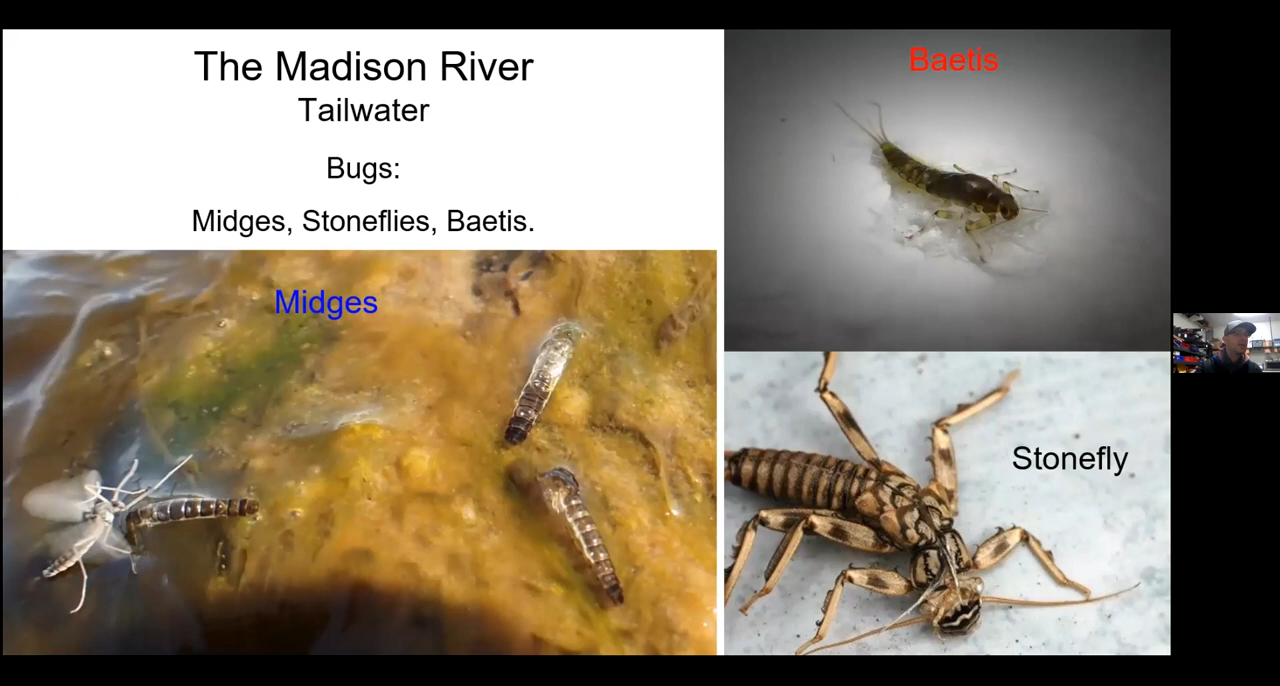 The Madison River
Tailwater
Bugs:
Midges, Stoneflies, Baetis.
Midges
Baetis
Stonefly